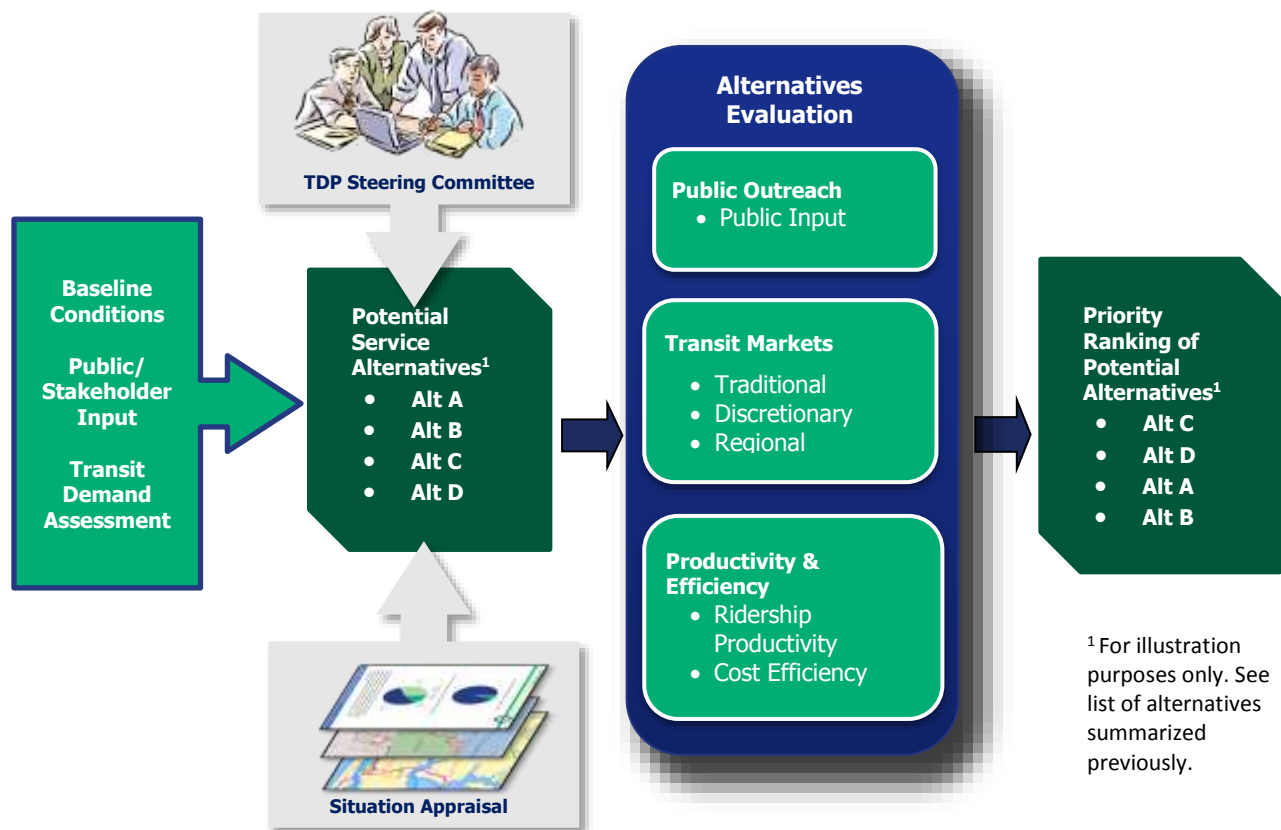 TDP Steering Committee
Baseline
Conditions
Public/
Stakeholder
Input
Transit
Demand
Assessment
Potential
Service
Alternatives¹
• Alt A
• Alt B
• Alt C
• Alt D
Situation Appraisal
Alternatives
Evaluation
Public Outreach
• Public Input
Transit Markets
• Traditional
• Discretionary
• Regional
Productivity &
Efficiency
• Ridership
Productivity
• Cost Efficiency
Priority
Ranking of
Potential
Alternatives¹
• Alt C
• Alt D
• Alt A
• Alt B
¹ For illustration
purposes only. See
list of alternatives
summarized
previously.